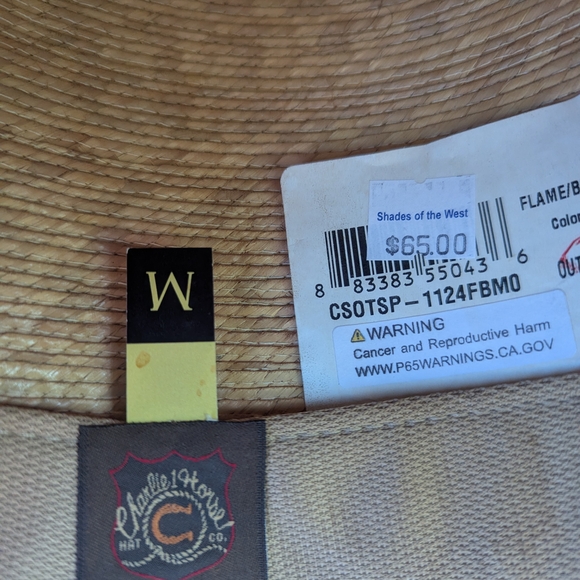 M
Shades of the West
$65.00
8 83383 55043 6
CSOTSP-1124FBM0
FLAME/B
Colo
OUT
WARNING
Cancer and Reproductive Harm
WWW.P65WARNINGS.CA.GOV
Charlie 1 Horse
HAT CO.
C